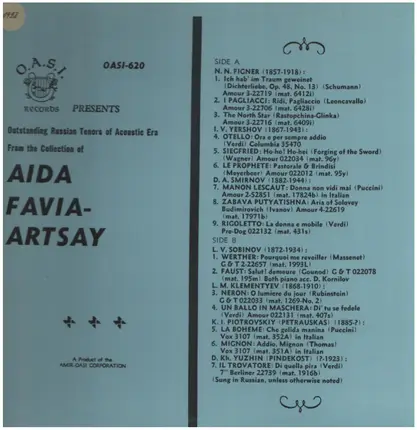 OASI-620
O.A.S.I.
RECORDS
PRESENTS
Outstanding Russian Tenors of Acoustic Era
From the Collection of
AIDA
FAVIA-
ARTSAY
A Product of the
OASI CORPORATION
SIDE A
N. N. FIGNER (1857-1918):
1. Ich hab' im Traum geweinet
(Dichterliebe, Op. 48, No. 13) (Schumann)
Amour 3-22719 (mat. 6412l)
2. I PAGLIACCI: Ridi, Pagliaccio (Leoncavallo)
Amour 3-22706 (mat. 6428l)
3. The North Star (Rastopchina-Glinka)
Amour 3-22716 (mat. 6409l)
I. V. YERSHOV (1867-1943):
4. OTELLO: Ora e per sempre addio
(Verdi) Columbia 35470
5. SIEGFRIED: Ho-ho! Ho-hei (Forging of the Sword)
(Wagner) Amour 022034 (mat. 96y)
6. LE PROPHETE: Pastorale & Brindisi
(Meyerbeer) Amour 022012 (mat. 95y)
D. A. SMIRNOV (1882-1944):
7. MANON LESCAUT: Donna non vidi mai (Puccini)
Amour 2-52851 (mat. 17824b) in Italian
8. ZABAVA PUTYATISHNA: Aria of Solovey
Budimirovich (Ivanov) Amour 4-22619
(mat. 17971b)
9. RIGOLETTO: La donna e mobile (Verdi)
Pre-Dog 022132 (mat. 431s)
SIDE B
L. V. SOBINOV (1872-1934):
1. WERTHER: Pourquoi me reveiller (Massenet)
G & T 2-22657 (mat. 1993L)
2. FAUST: Salut! demeure (Gounod) G & T 022078
(mat. 195m) Both piano acc. D. Kornilov
L. M. KLEMENTYEV (1868-1910):
3. NERON: O lumiere du jour (Rubinstein)
G & T 022033 (mat. 1269-No. 2)
4. UN BALLO IN MASCHERA: Di' tu se fedele
(Verdi) Amour 022131 (mat. 407s)
K. I. PIOTROVSKIY (PETRAUSKAS) (1885-?):
5. LA BOHEME: Che gelida manina (Puccini)
Vox 3107 (mat. 352A) in Italian
6. MIGNON: Addio, Mignon (Thomas)
Vox 3107 (mat. 351A) in Italian
D. Kh. YUZHIN (PINDEKOST) (?-1923):
7. IL TROVATORE: Di quella pira (Verdi)
7" Berliner 22739 (mat. 1916b)
(Song in Russian, unless otherwise noted)